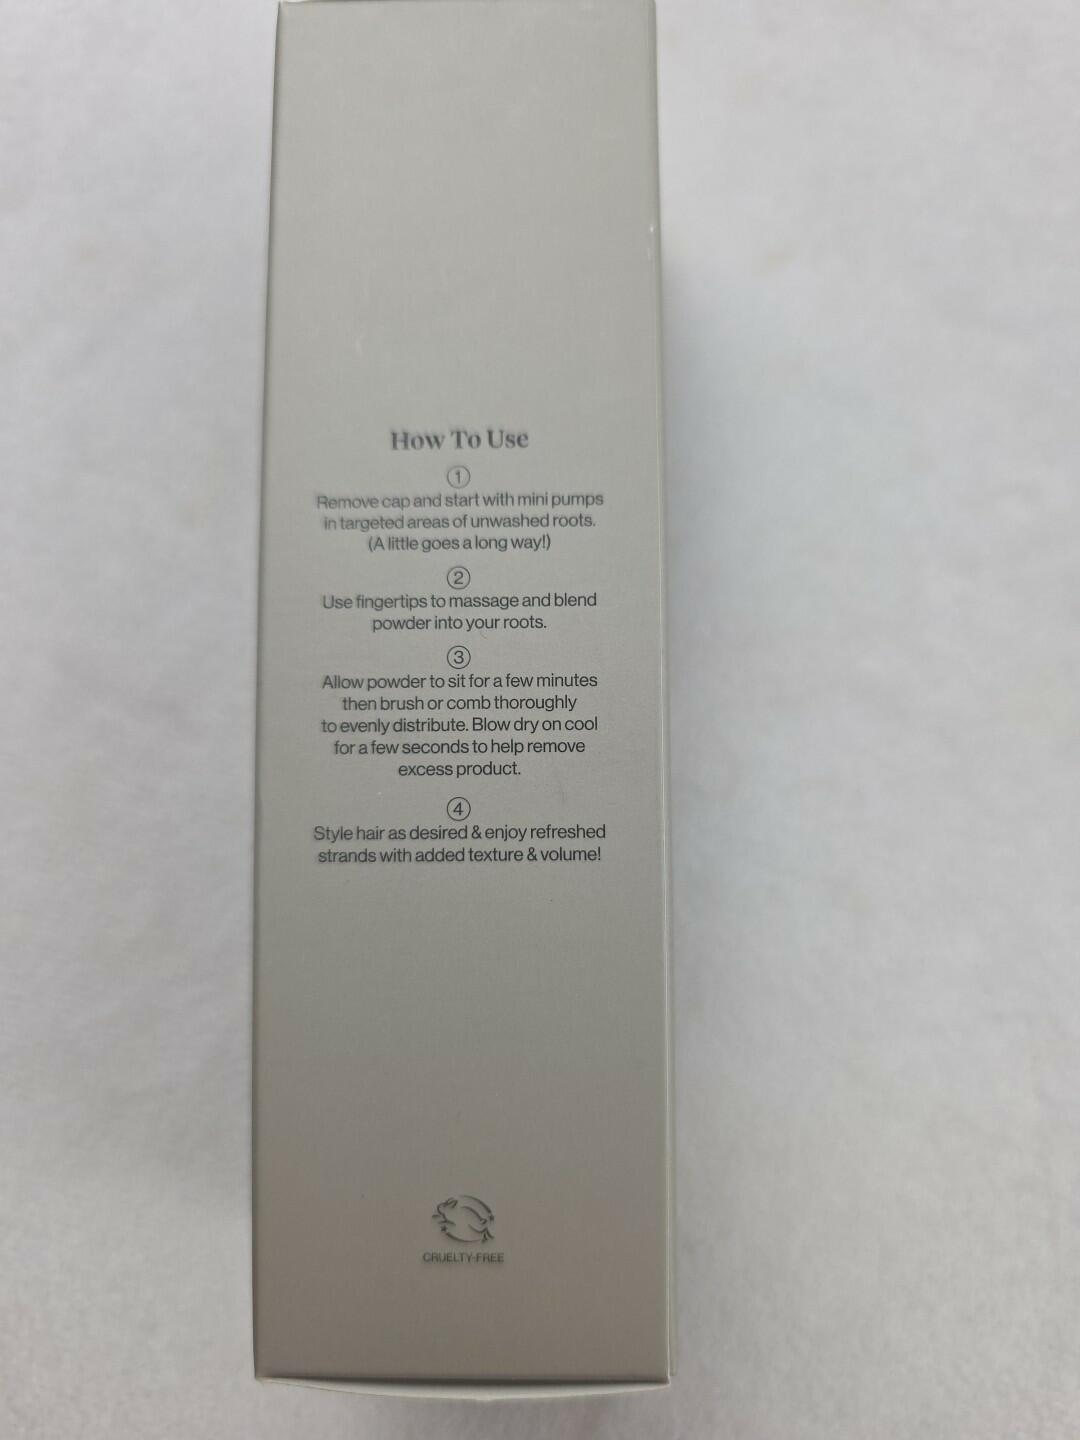 How To Use
1
Remove cap and start with mini pumps
in targeted areas of unwashed roots.
(A little goes a long way!)
2
Use fingertips to massage and blend
powder into your roots.
3
Allow powder to sit for a few minutes
then brush or comb thoroughly
to evenly distribute. Blow dry on cool
for a few seconds to help remove
excess product.
4
Style hair as desired & enjoy refreshed
strands with added texture & volume!
CRUELTY-FREE